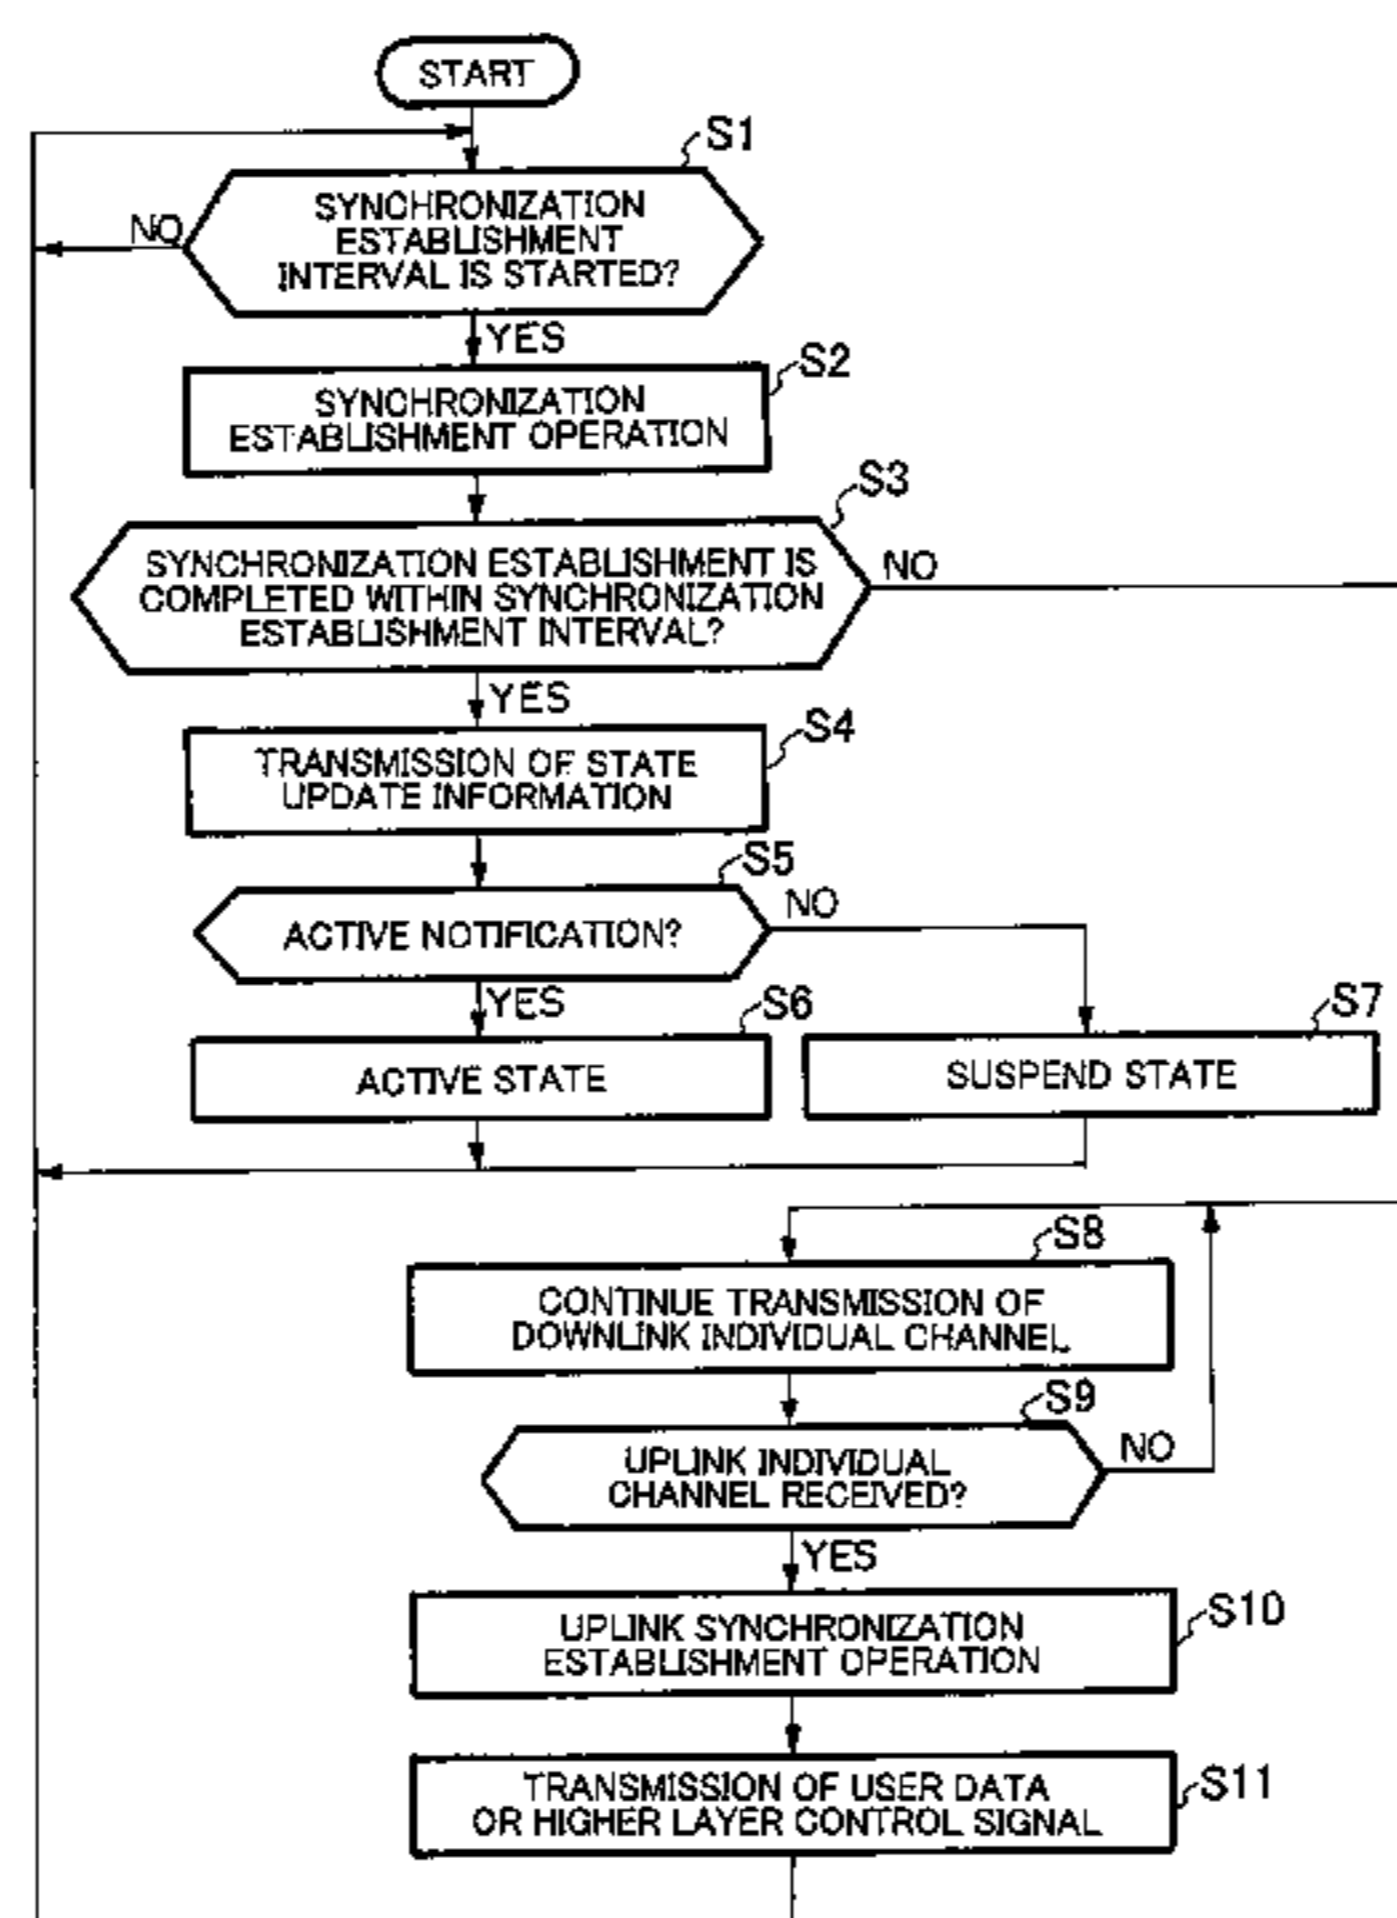 START
S1
SYNCHRONIZATION
ESTABLISHMENT
INTERVAL IS STARTED?
NO
YES
S2
SYNCHRONIZATION
ESTABLISHMENT OPERATION
S3
SYNCHRONIZATION ESTABLISHMENT IS
COMPLETED WITHIN SYNCHRONIZATION
ESTABLISHMENT INTERVAL?
NO
YES
S4
TRANSMISSION OF STATE
UPDATE INFORMATION
S5
ACTIVE NOTIFICATION?
NO
YES
S6
ACTIVE STATE
S7
SUSPEND STATE
S8
CONTINUE TRANSMISSION OF
DOWNLINK INDIVIDUAL CHANNEL
S9
UPLINK INDIVIDUAL
CHANNEL RECEIVED?
NO
YES
S10
UPLINK SYNCHRONIZATION
ESTABLISHMENT OPERATION
S11
TRANSMISSION OF USER DATA
OR HIGHER LAYER CONTROL SIGNAL